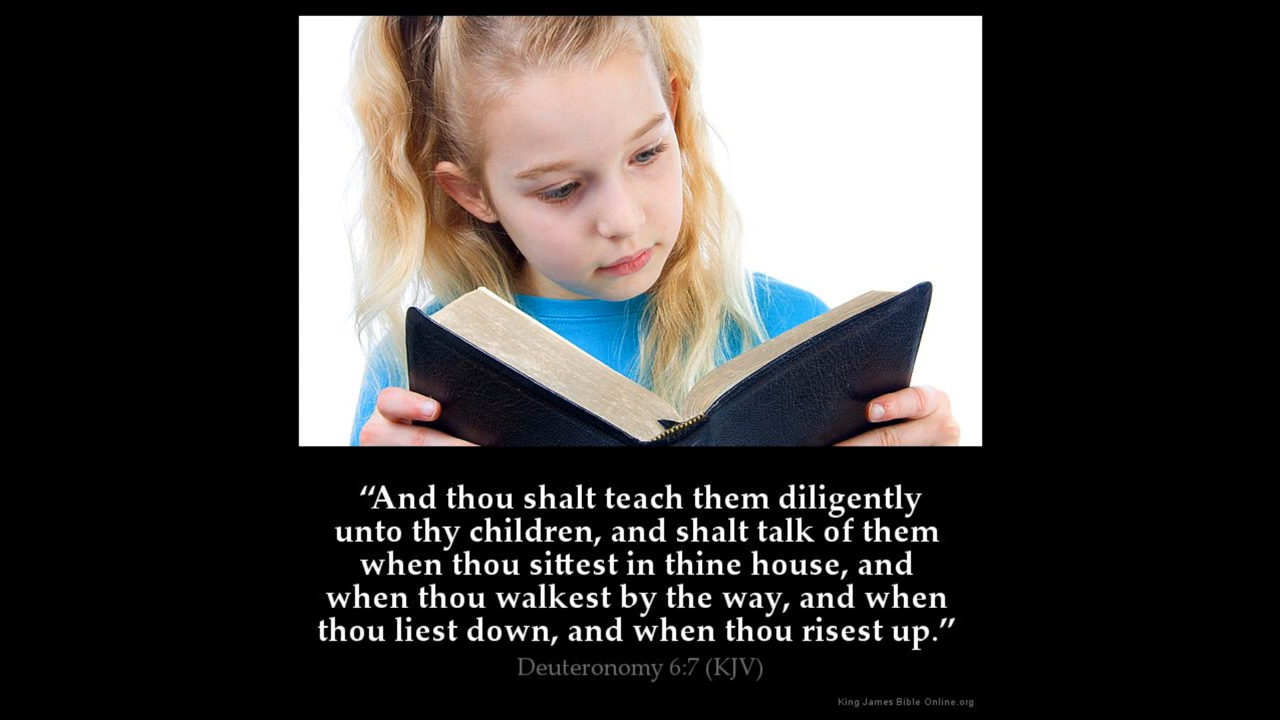 “And thou shalt teach them diligently
unto thy children, and shalt talk of them
when thou sittest in thine house, and
when thou walkest by the way, and when
thou liest down, and when thou risest up.”
Deuteronomy 6:7 (KJV)
King James Bible Online.org